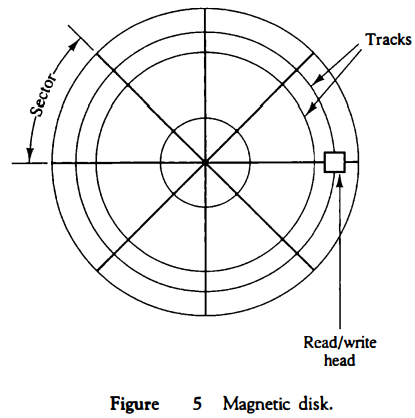 Tracks
Sector
Read/write
head
Figure 5 Magnetic disk.